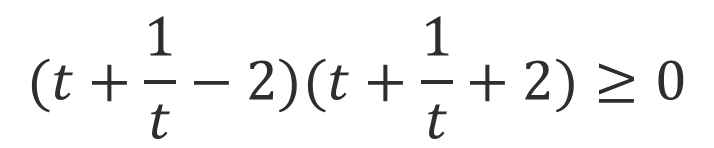 (t + 1/t − 2)(t + 1/t + 2) ≥ 0